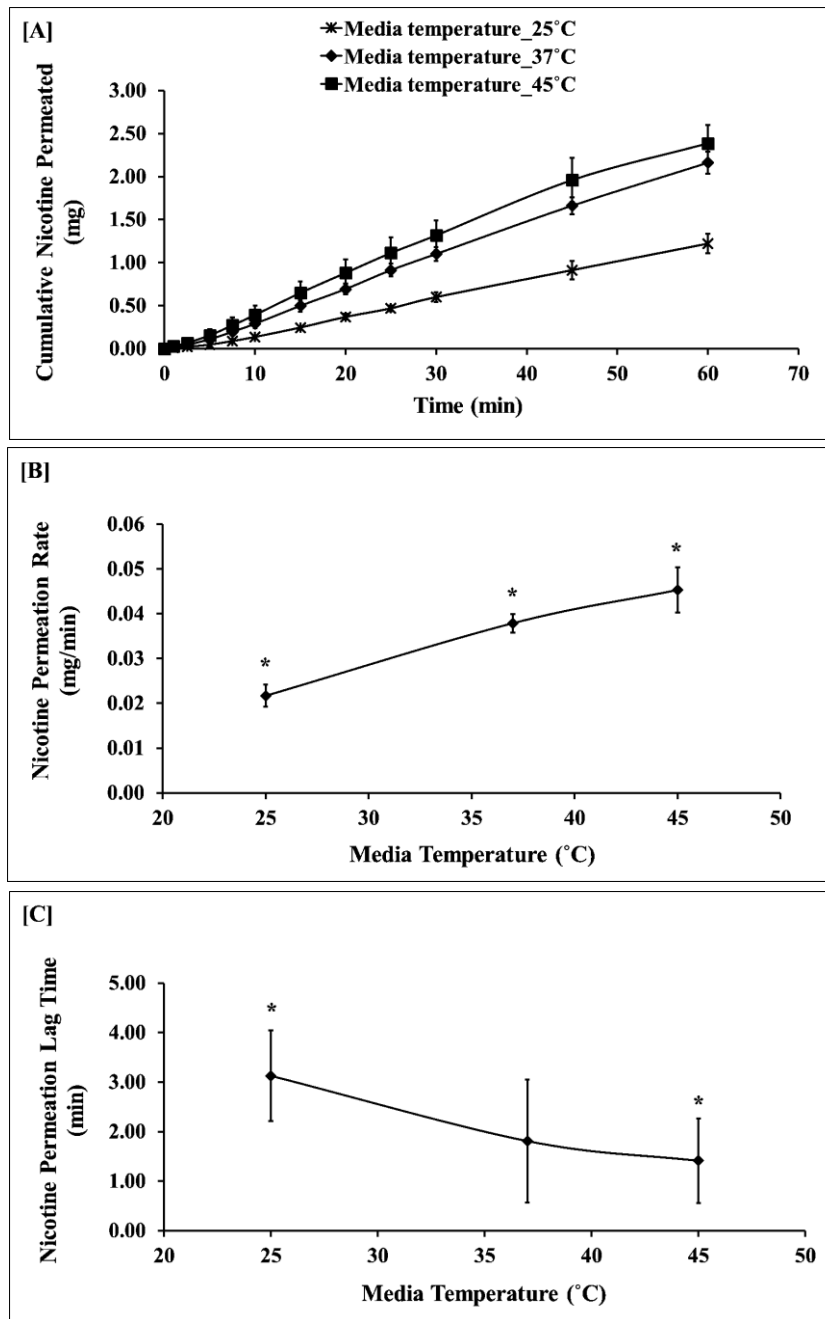 [A]
Media temperature_25˚C
Media temperature_37˚C
Media temperature_45˚C
3.00
2.50
2.00
1.50
1.00
0.50
0.00
Cumulative Nicotine Permeated
(mg)
0 10 20 30 40 50 60 70
Time (min)
[B]
0.06
0.05
0.04
0.03
0.02
0.01
0.00
Nicotine Permeation Rate
(mg/min)
* * *
20 25 30 35 40 45 50
Media Temperature (˚C)
[C]
5.00
4.00
3.00
2.00
1.00
0.00
Nicotine Permeation Lag Time
(min)
* *
20 25 30 35 40 45 50
Media Temperature (˚C)